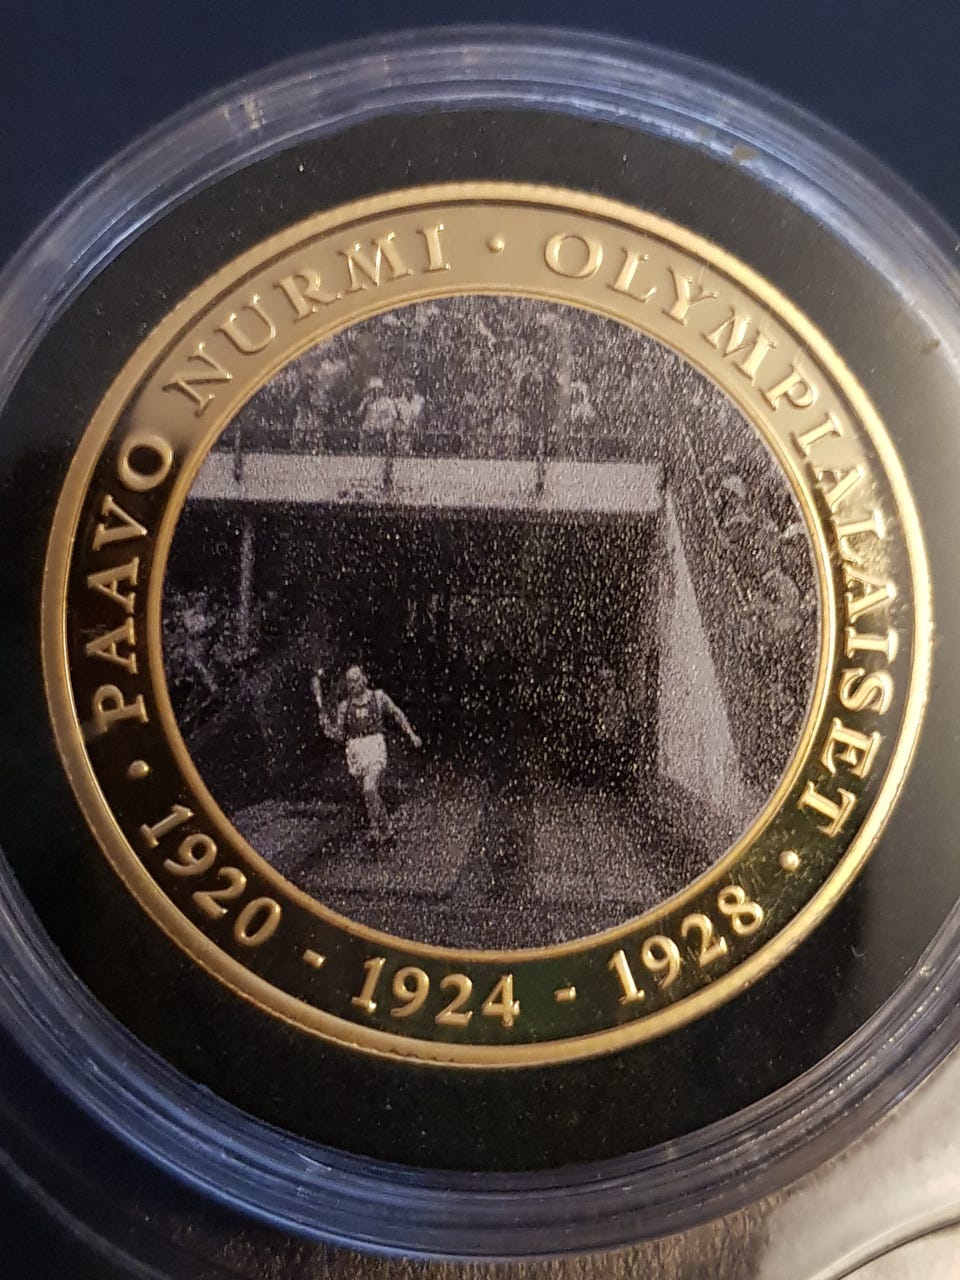 PAAVO NURMI · OLYMPIALAISET
· 1920 - 1924 - 1928 ·